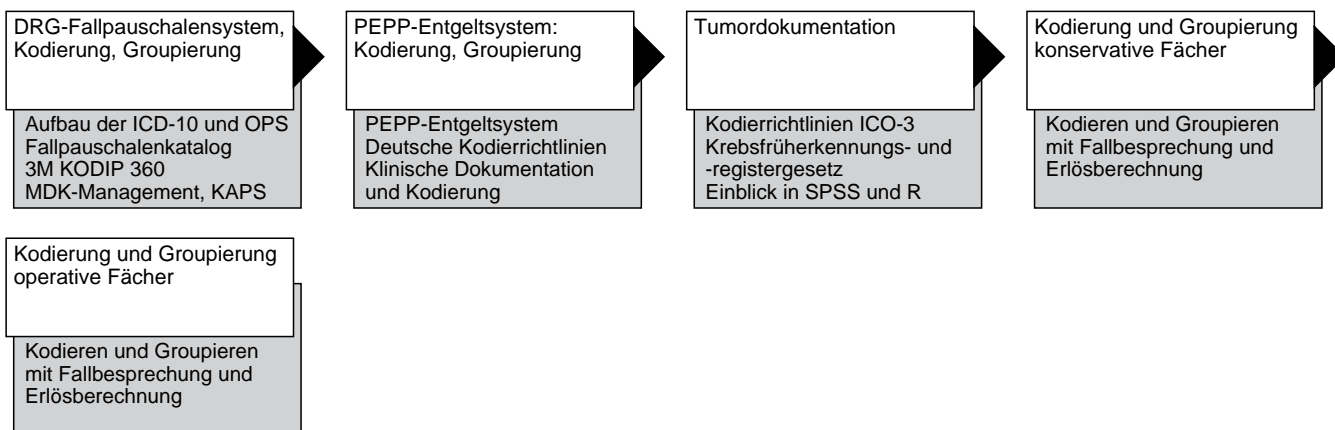 DRG-Fallpauschalensystem,
Kodierung, Groupierung
Aufbau der ICD-10 und OPS
Fallpauschalenkatalog
3M KODIP 360
MDK-Management, KAPS
PEPP-Entgeltsystem:
Kodierung, Groupierung
PEPP-Entgeltsystem
Deutsche Kodierrichtlinien
Klinische Dokumentation
und Kodierung
Tumordokumentation
Kodierrichtlinien ICO-3
Krebsfrüherkennungs- und
-registergesetz
Einblick in SPSS und R
Kodierung und Groupierung
konservative Fächer
Kodieren und Groupieren
mit Fallbesprechung und
Erlösberechnung
Kodierung und Groupierung
operative Fächer
Kodieren und Groupieren
mit Fallbesprechung und
Erlösberechnung